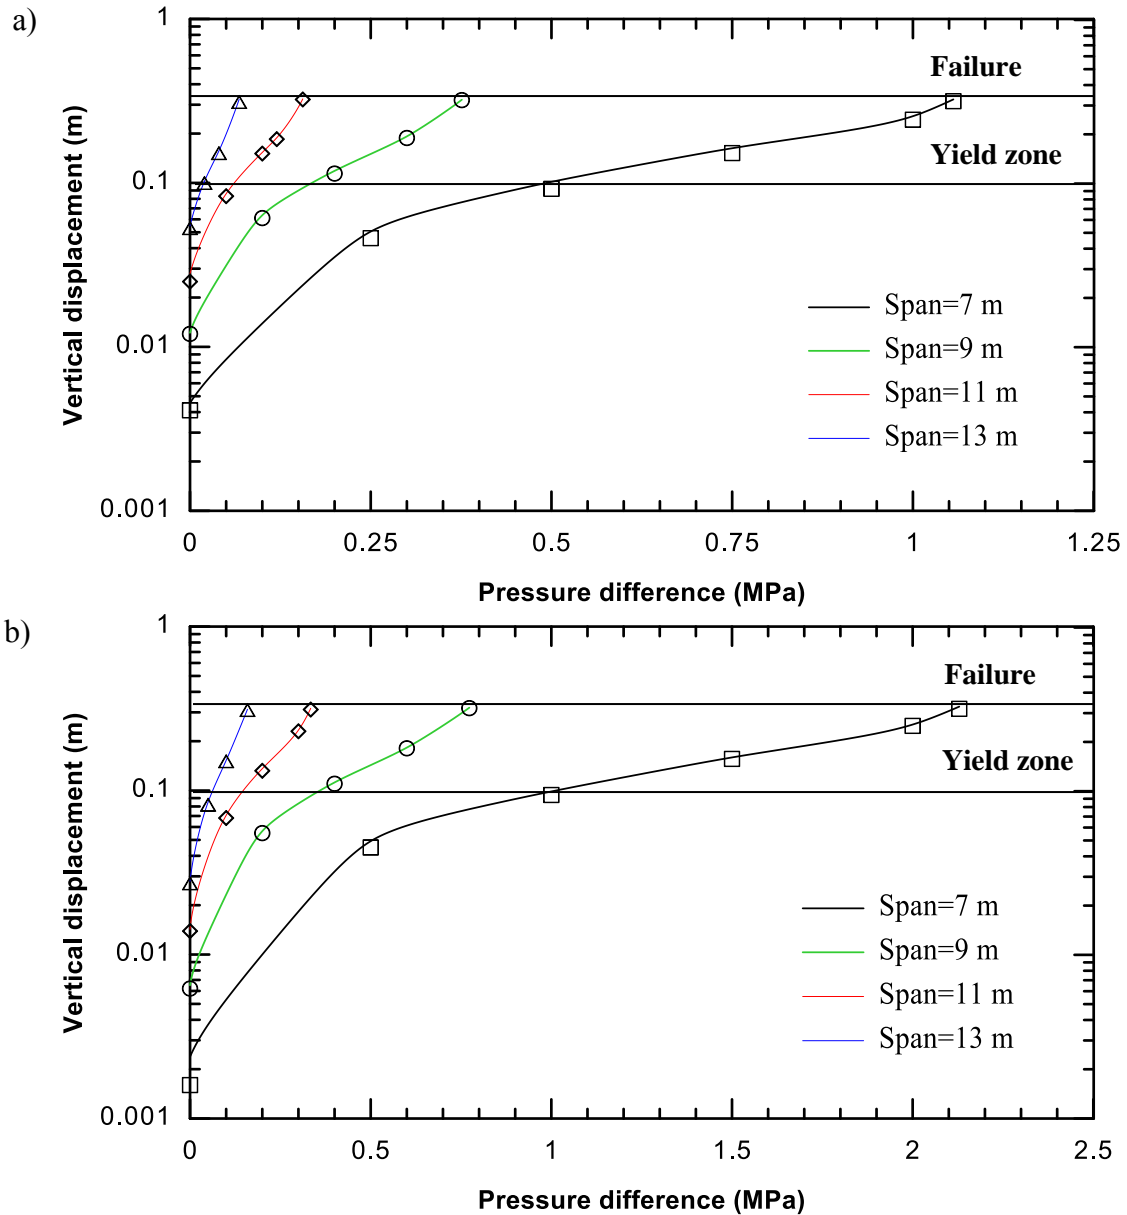 a)
1
0.1
0.01
0.001
Vertical displacement (m)
Failure
Yield zone
Span=7 m
Span=9 m
Span=11 m
Span=13 m
0 0.25 0.5 0.75 1 1.25
Pressure difference (MPa)
b)
1
0.1
0.01
0.001
Vertical displacement (m)
Failure
Yield zone
Span=7 m
Span=9 m
Span=11 m
Span=13 m
0 0.5 1 1.5 2 2.5
Pressure difference (MPa)